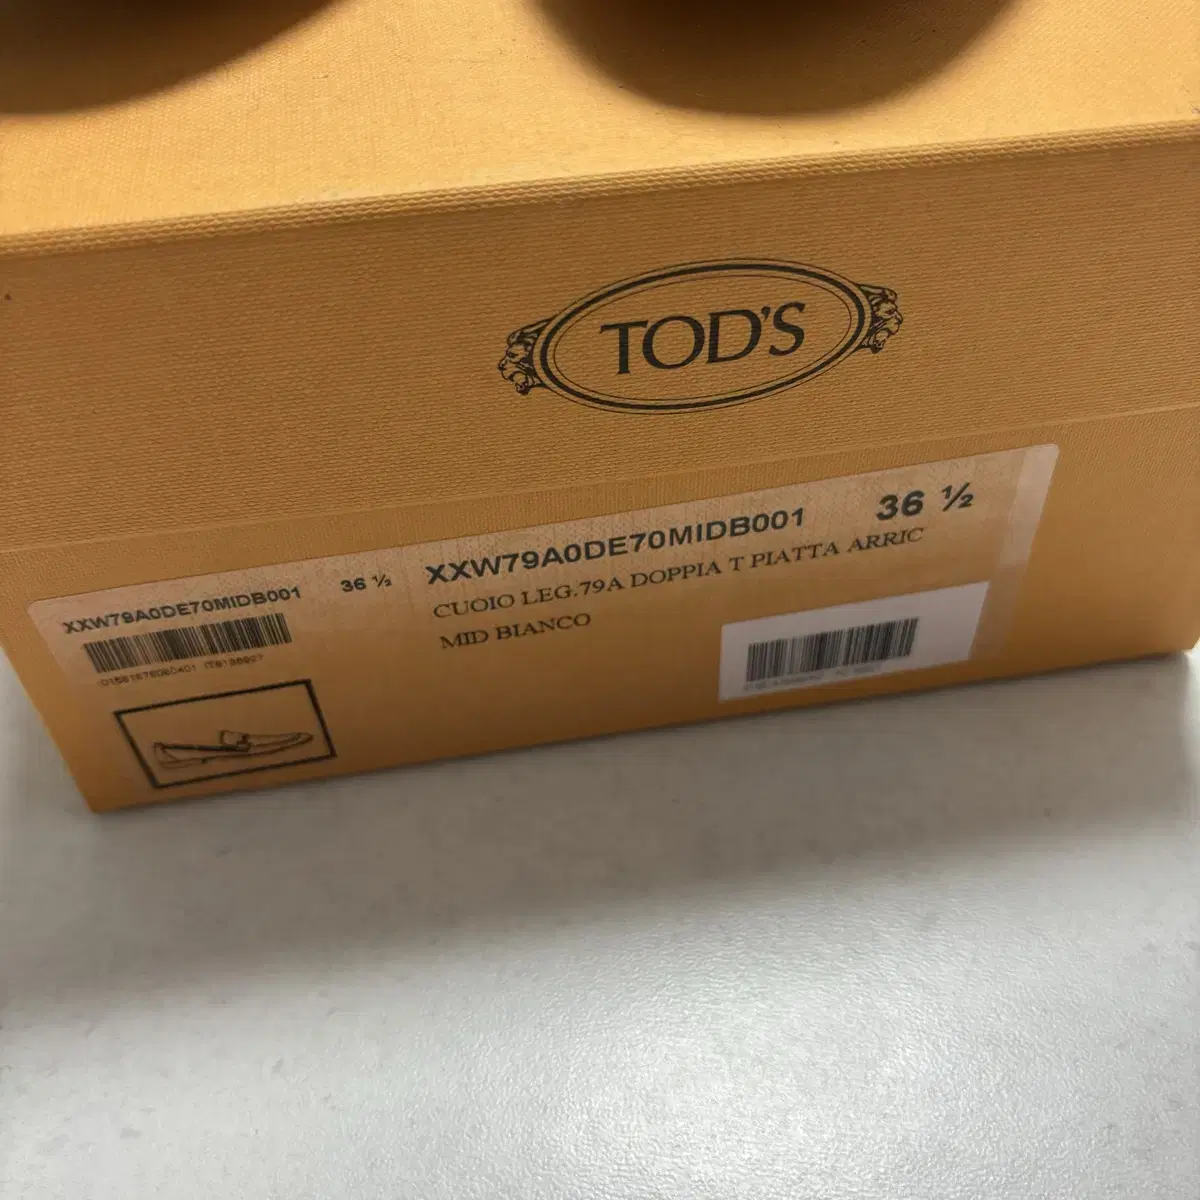 TOD'S
XXW79A0DE70MIDB001 36 ½
XXW79A0DE70MIDB001 36 ½
CUOIO LEG.79A DOPPIA T PIATTA ARRIC
MID BIANCO